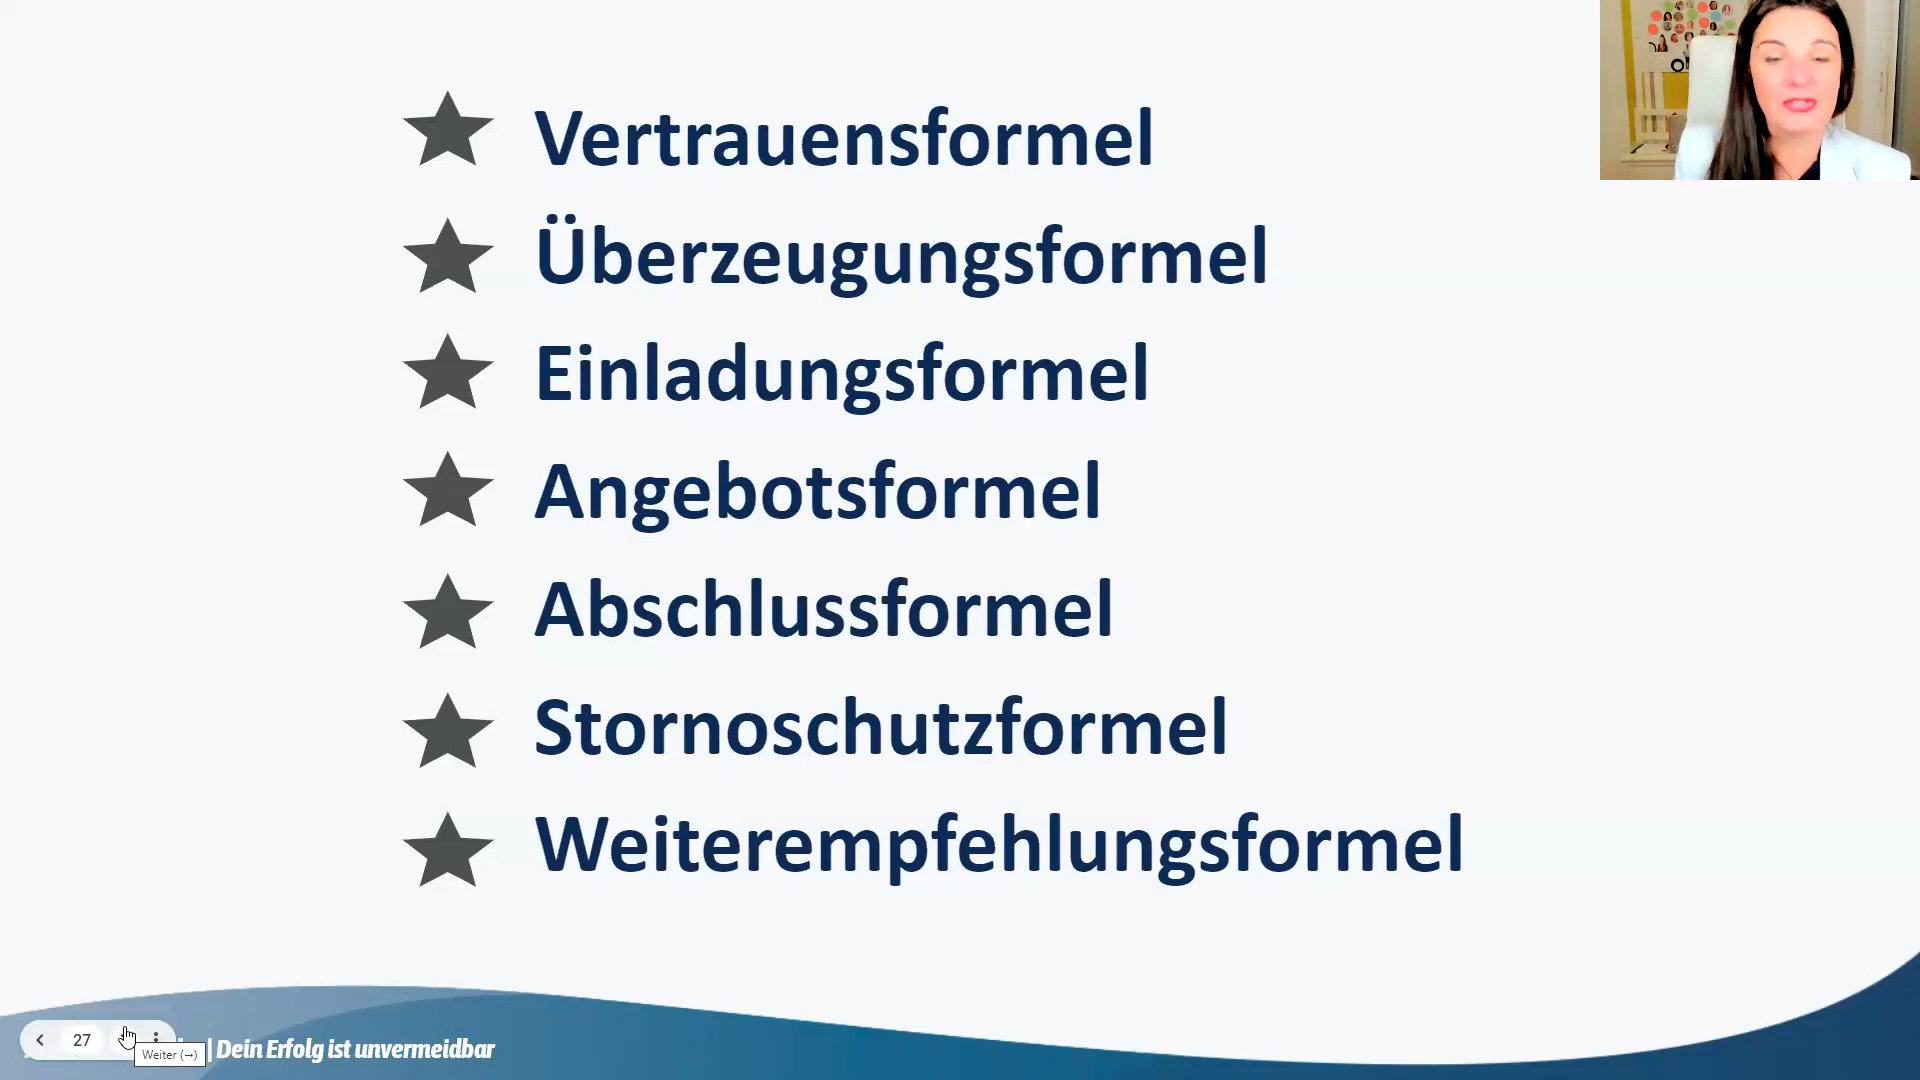 Vertrauensformel
Überzeugungsformel
Einladungsformel
Angebotsformel
Abschlussformel
Stornoschutzformel
Weiterempfehlungsformel
27
| Dein Erfolg ist unvermeidbar
Weiter (→)